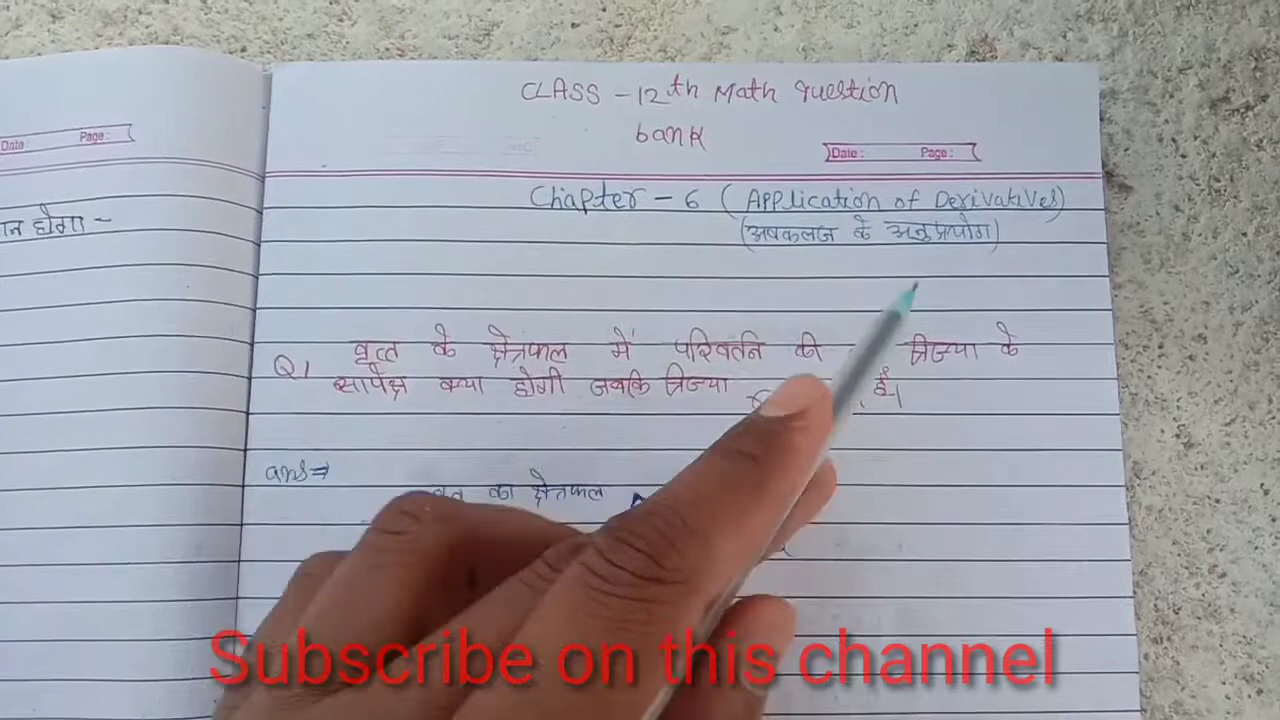 CLASS - 12th Math Question
bank
Date : Page :
Date : Page :
Chapter - 6 (Application of Derivatives)
(अवकलज के अनुप्रयोग)
मान होगा -
Q1 वृत्त के क्षेत्रफल में परिवर्तन की त्रिज्या के
सापेक्ष क्या होगी जबकि त्रिज्या है।
ans⇒
वृत का क्षेत्रफल
Subscribe on this channel